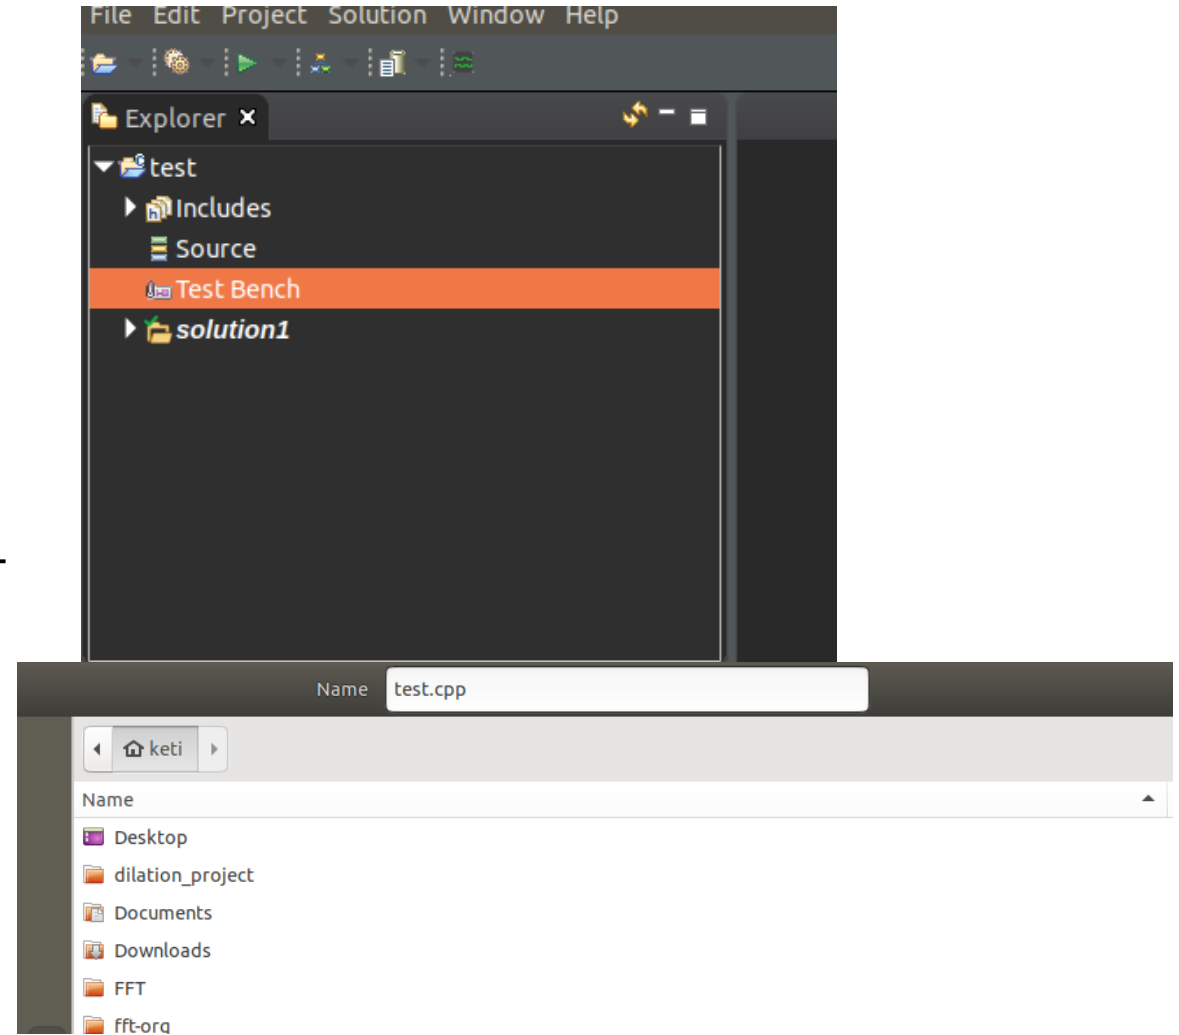 File Edit Project Solution Window Help
Explorer
test
Includes
Source
Test Bench
solution1
Name test.cpp
keti
Name
Desktop
dilation_project
Documents
Downloads
FFT
fft-org